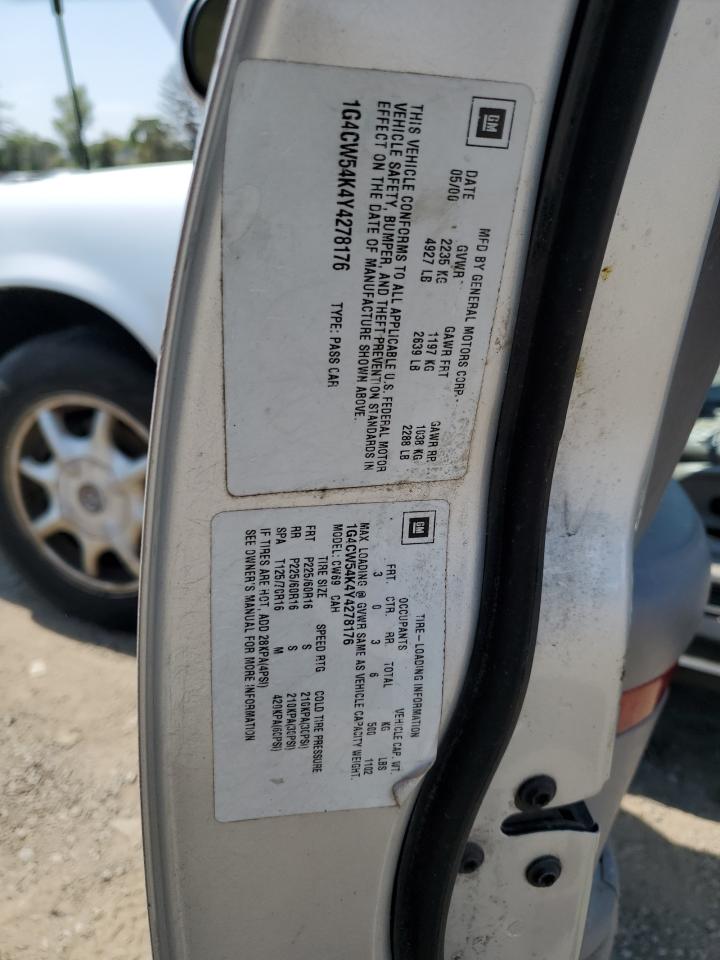 GM
MFD BY GENERAL MOTORS CORP.
DATE GVWR GAWR FRT GAWR RR
05/00 2235 KG 1197 KG 1038 KG
4927 LB 2639 LB 2288 LB
THIS VEHICLE CONFORMS TO ALL APPLICABLE U.S. FEDERAL MOTOR
VEHICLE SAFETY, BUMPER, AND THEFT PREVENTION STANDARDS IN
EFFECT ON THE DATE OF MANUFACTURE SHOWN ABOVE.
1G4CW54K4Y4278176 TYPE: PASS CAR
GM
TIRE-LOADING INFORMATION
OCCUPANTS VEHICLE CAP. WT.
FRT. CTR. RR. TOTAL KG LBS
3 0 3 6 500 1102
MAX. LOADING @ GVWR SAME AS VEHICLE CAPACITY WEIGHT.
1G4CW54K4Y4278176
MODEL: CW69 CAH
TIRE SIZE SPEED RTG COLD TIRE PRESSURE
FRT P225/60R16 S 210KPA(30PSI)
RR P225/60R16 S 210KPA(30PSI)
SPA T125/70R16 M 420KPA(60PSI)
IF TIRES ARE HOT, ADD 28KPA(4PSI)
SEE OWNER'S MANUAL FOR MORE INFORMATION